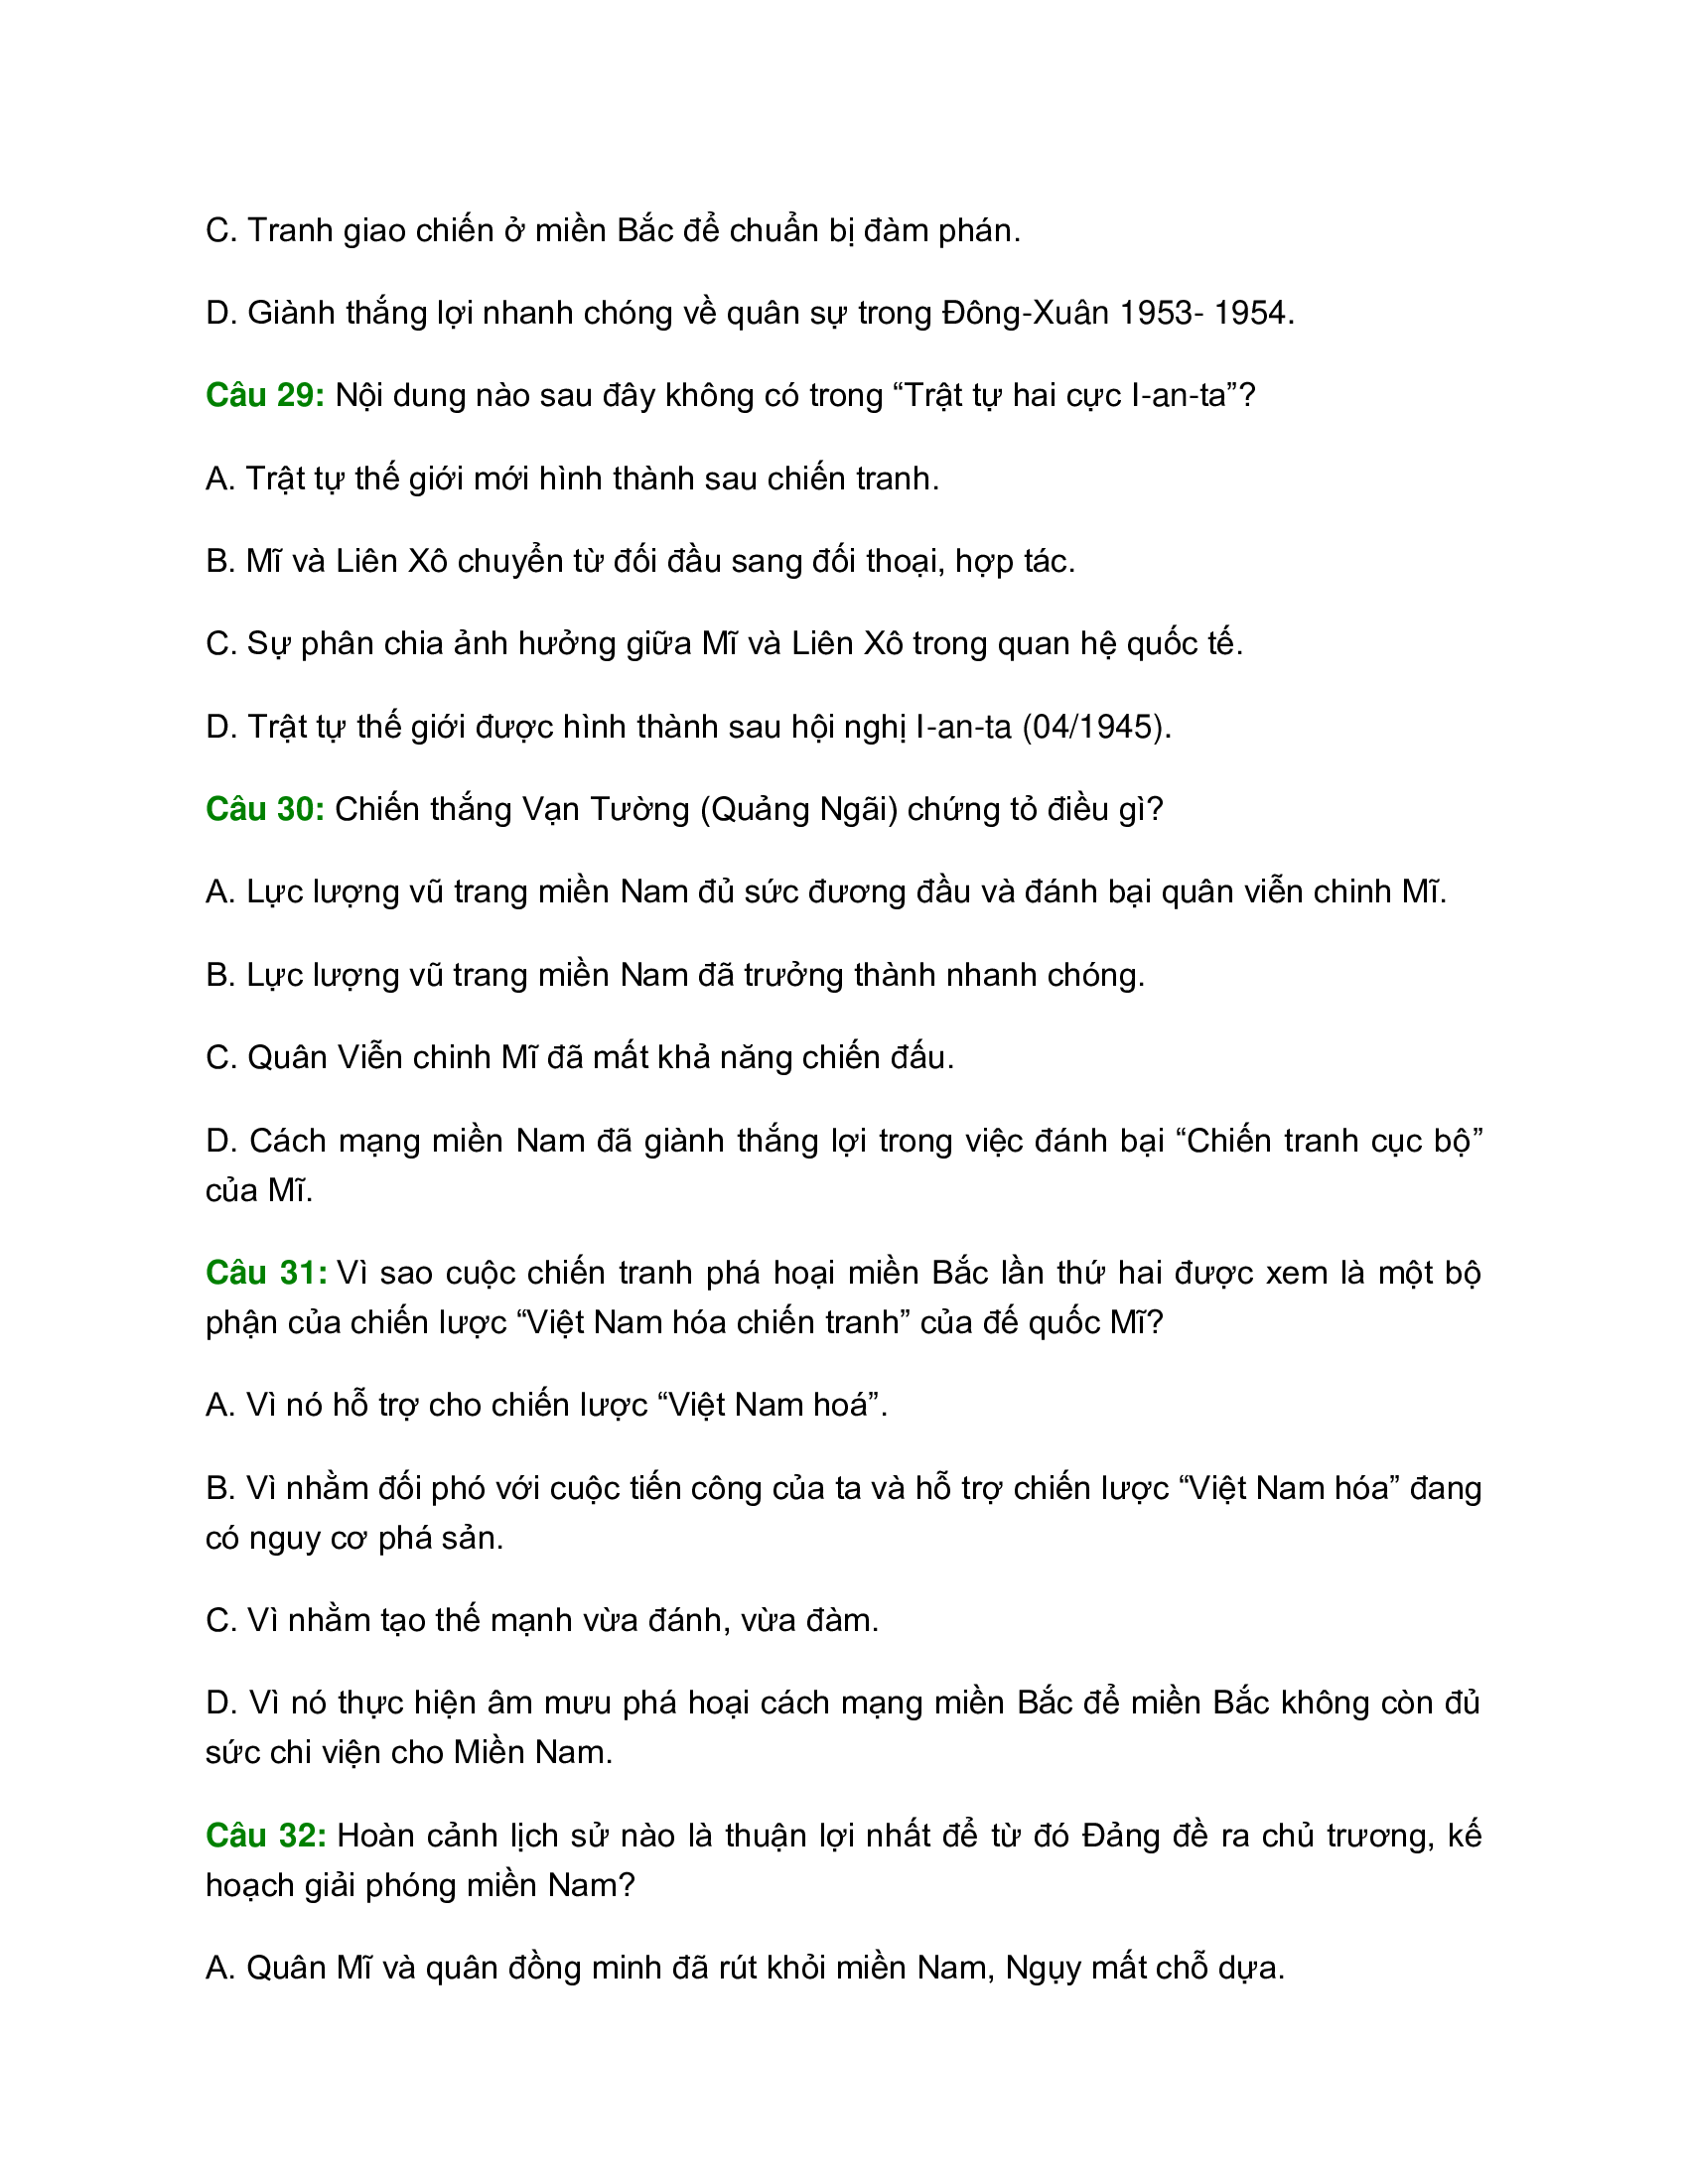 C. Tranh giao chiến ở miền Bắc để chuẩn bị đàm phán.
D. Giành thắng lợi nhanh chóng về quân sự trong Đông-Xuân 1953- 1954.
Câu 29: Nội dung nào sau đây không có trong “Trật tự hai cực I-an-ta”?
A. Trật tự thế giới mới hình thành sau chiến tranh.
B. Mĩ và Liên Xô chuyển từ đối đầu sang đối thoại, hợp tác.
C. Sự phân chia ảnh hưởng giữa Mĩ và Liên Xô trong quan hệ quốc tế.
D. Trật tự thế giới được hình thành sau hội nghị I-an-ta (04/1945).
Câu 30: Chiến thắng Vạn Tường (Quảng Ngãi) chứng tỏ điều gì?
A. Lực lượng vũ trang miền Nam đủ sức đương đầu và đánh bại quân viễn chinh Mĩ.
B. Lực lượng vũ trang miền Nam đã trưởng thành nhanh chóng.
C. Quân Viễn chinh Mĩ đã mất khả năng chiến đấu.
D. Cách mạng miền Nam đã giành thắng lợi trong việc đánh bại “Chiến tranh cục bộ”
của Mĩ.
Câu 31: Vì sao cuộc chiến tranh phá hoại miền Bắc lần thứ hai được xem là một bộ
phận của chiến lược “Việt Nam hóa chiến tranh” của đế quốc Mĩ?
A. Vì nó hỗ trợ cho chiến lược “Việt Nam hoá”.
B. Vì nhằm đối phó với cuộc tiến công của ta và hỗ trợ chiến lược “Việt Nam hóa” đang
có nguy cơ phá sản.
C. Vì nhằm tạo thế mạnh vừa đánh, vừa đàm.
D. Vì nó thực hiện âm mưu phá hoại cách mạng miền Bắc để miền Bắc không còn đủ
sức chi viện cho Miền Nam.
Câu 32: Hoàn cảnh lịch sử nào là thuận lợi nhất để từ đó Đảng đề ra chủ trương, kế
hoạch giải phóng miền Nam?
A. Quân Mĩ và quân đồng minh đã rút khỏi miền Nam, Ngụy mất chỗ dựa.